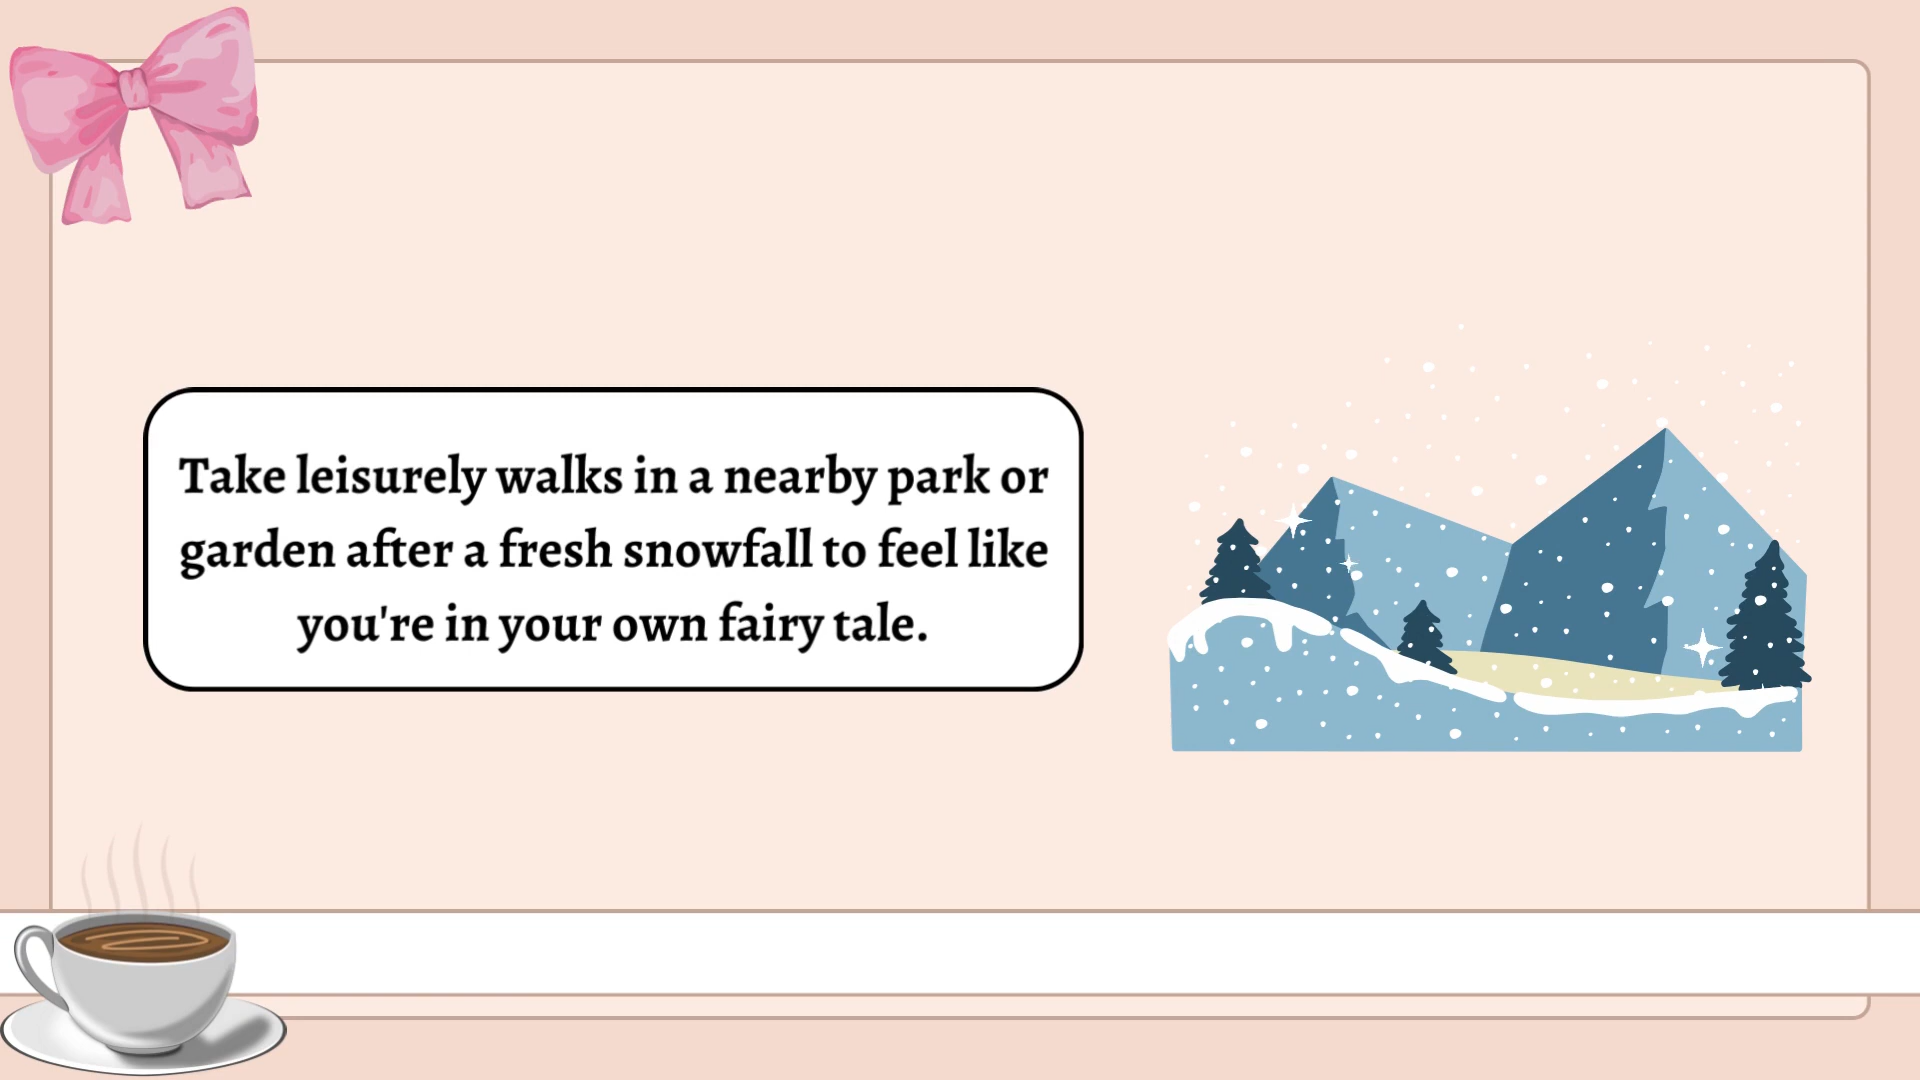 Take leisurely walks in a nearby park or
garden after a fresh snowfall to feel like
you're in your own fairy tale.